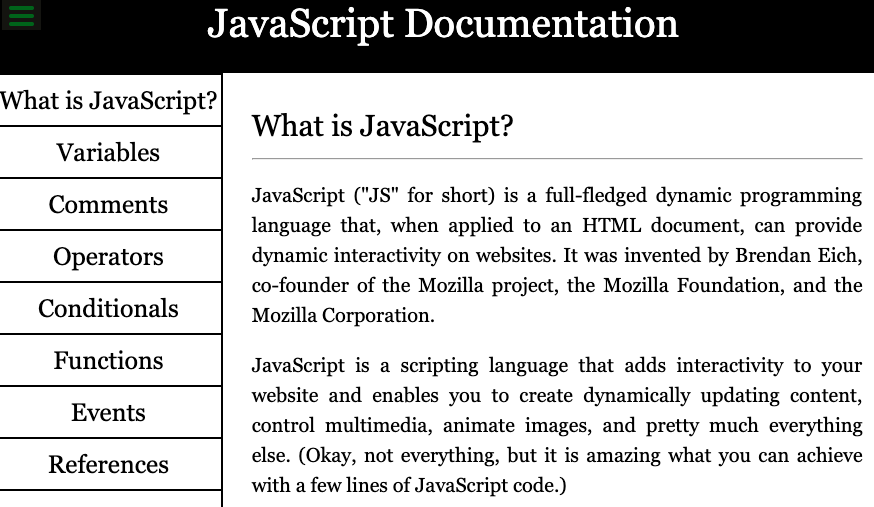 JavaScript Documentation
What is JavaScript?
Variables
Comments
Operators
Conditionals
Functions
Events
References
What is JavaScript?
JavaScript ("JS" for short) is a full-fledged dynamic programming
language that, when applied to an HTML document, can provide
dynamic interactivity on websites. It was invented by Brendan Eich,
co-founder of the Mozilla project, the Mozilla Foundation, and the
Mozilla Corporation.
JavaScript is a scripting language that adds interactivity to your
website and enables you to create dynamically updating content,
control multimedia, animate images, and pretty much everything
else. (Okay, not everything, but it is amazing what you can achieve
with a few lines of JavaScript code.)